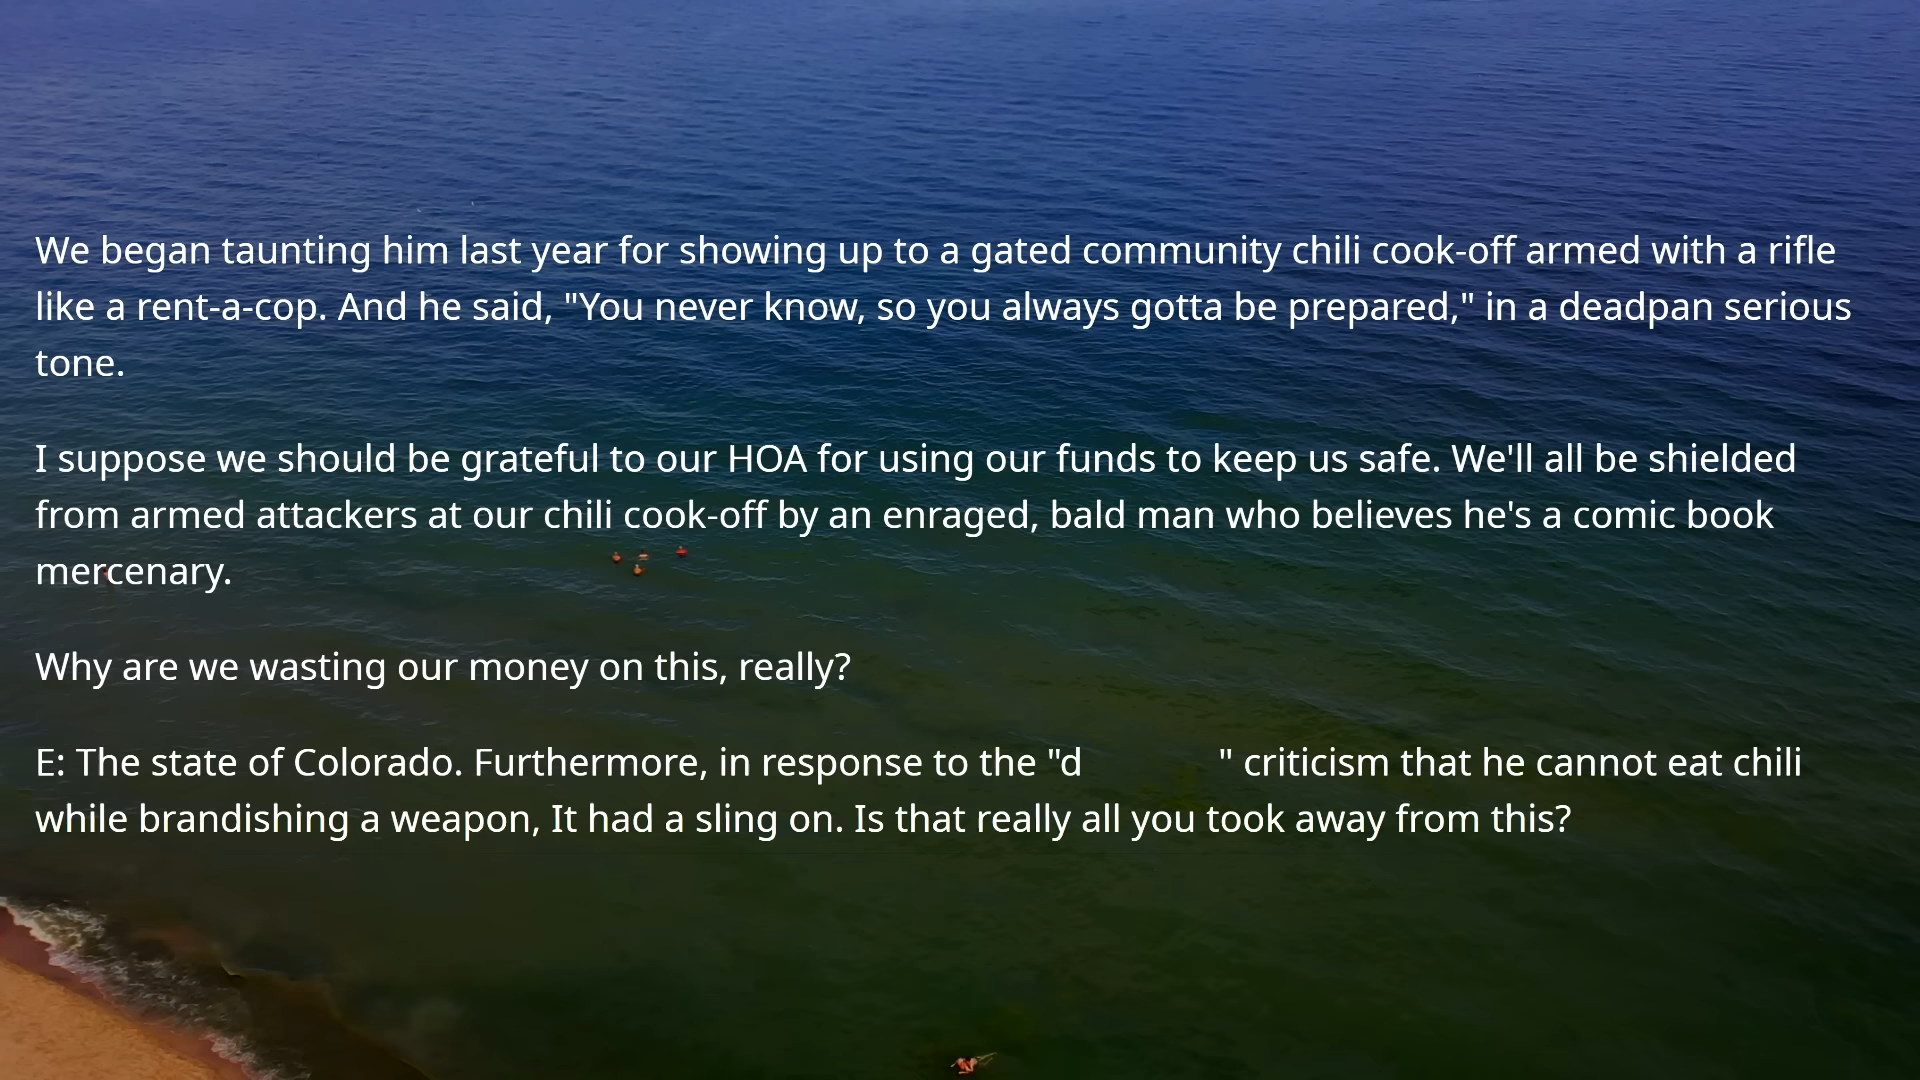 We began taunting him last year for showing up to a gated community chili cook-off armed with a rifle
like a rent-a-cop. And he said, "You never know, so you always gotta be prepared," in a deadpan serious
tone.
I suppose we should be grateful to our HOA for using our funds to keep us safe. We'll all be shielded
from armed attackers at our chili cook-off by an enraged, bald man who believes he's a comic book
mercenary.
Why are we wasting our money on this, really?
E: The state of Colorado. Furthermore, in response to the "d " criticism that he cannot eat chili
while brandishing a weapon, It had a sling on. Is that really all you took away from this?